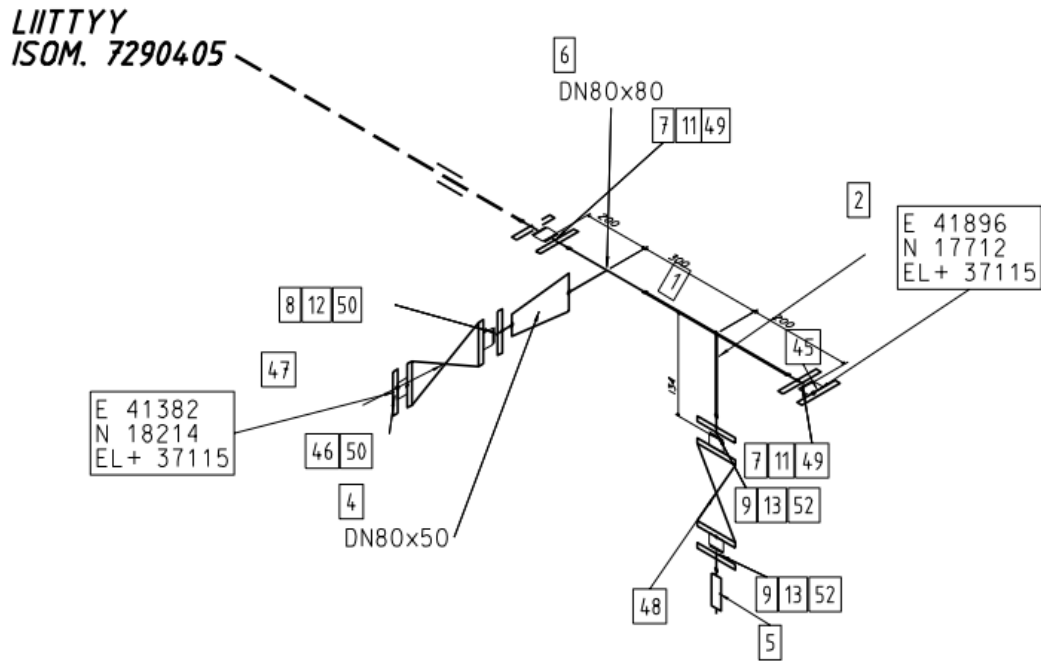 LIITTYY
ISOM. 7290405
6
DN80x80
7 11 49
2
E 41896
N 17712
EL+ 37115
200
300
1
200
8 12 50
45
47
134
E 41382
N 18214
EL+ 37115
46 50
7 11 49
4
9 13 52
DN80x50
48
9 13 52
5